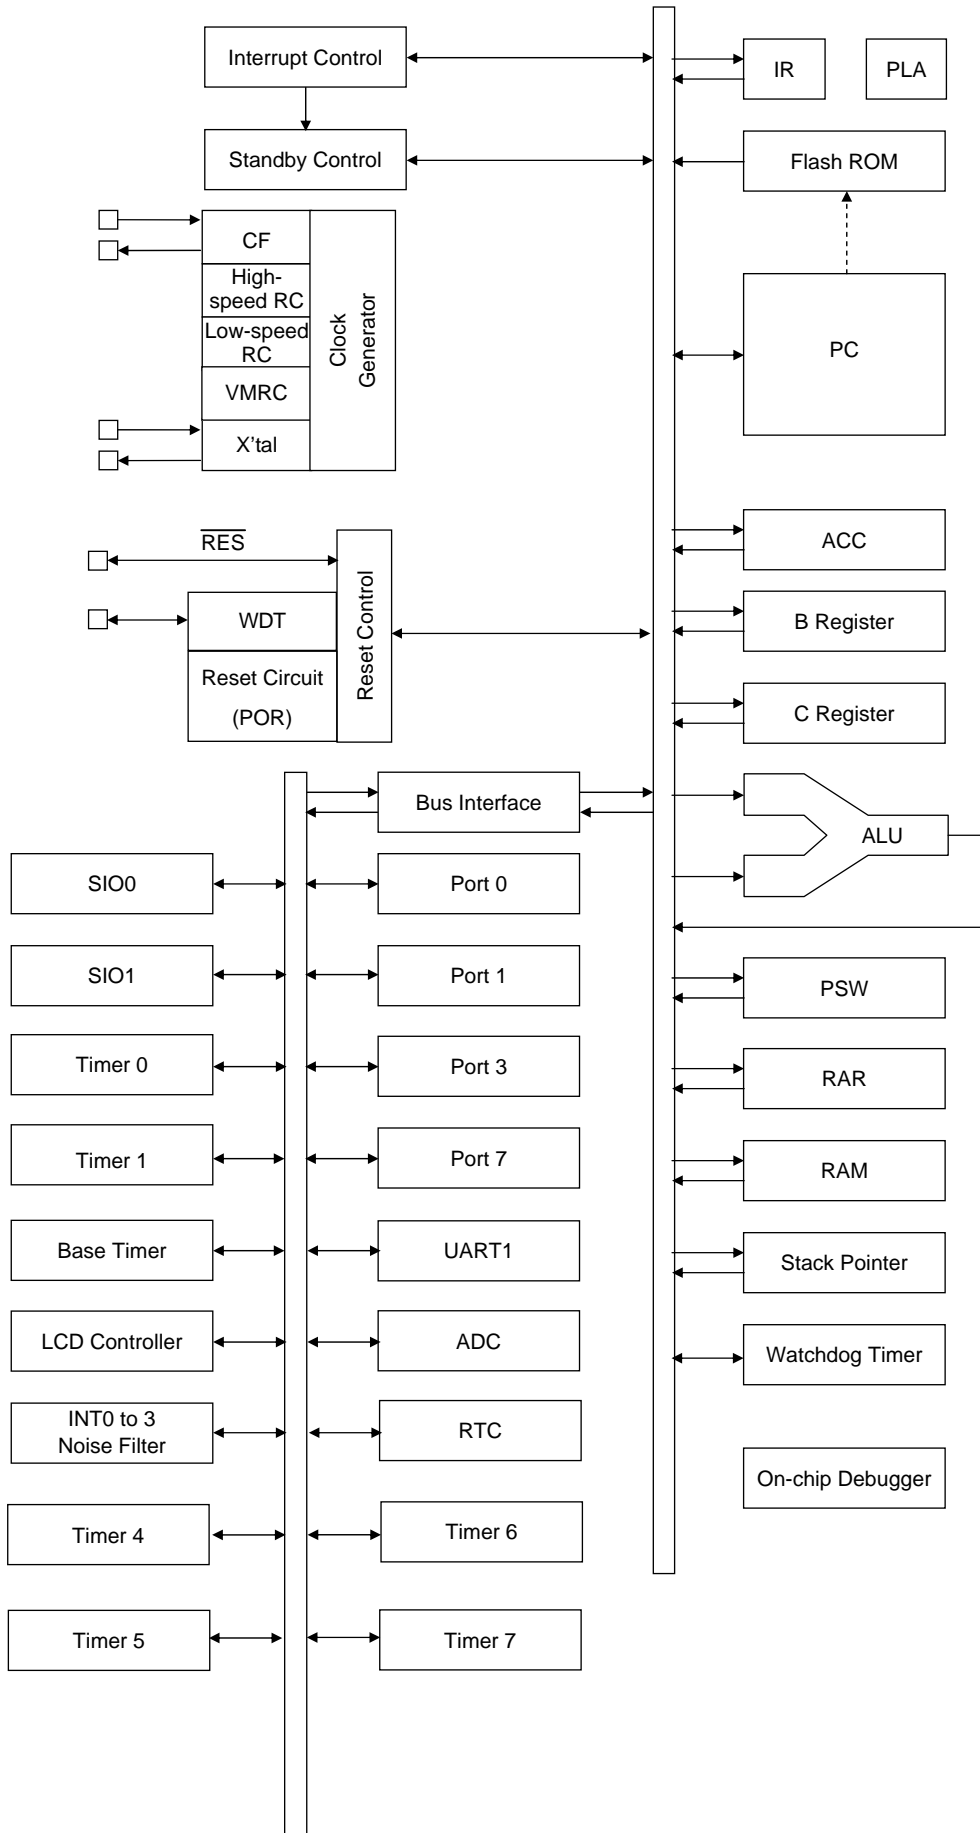 Interrupt Control
IR
PLA
Standby Control
Flash ROM
CF
High-
speed RC
Low-speed
RC
VMRC
X'tal
Clock
Generator
PC
RES
WDT
Reset Circuit
(POR)
Reset Control
ACC
B Register
C Register
Bus Interface
ALU
SIO0
Port 0
SIO1
Port 1
PSW
Timer 0
Port 3
RAR
Timer 1
Port 7
RAM
Base Timer
UART1
Stack Pointer
LCD Controller
ADC
Watchdog Timer
INT0 to 3
Noise Filter
RTC
On-chip Debugger
Timer 4
Timer 6
Timer 5
Timer 7